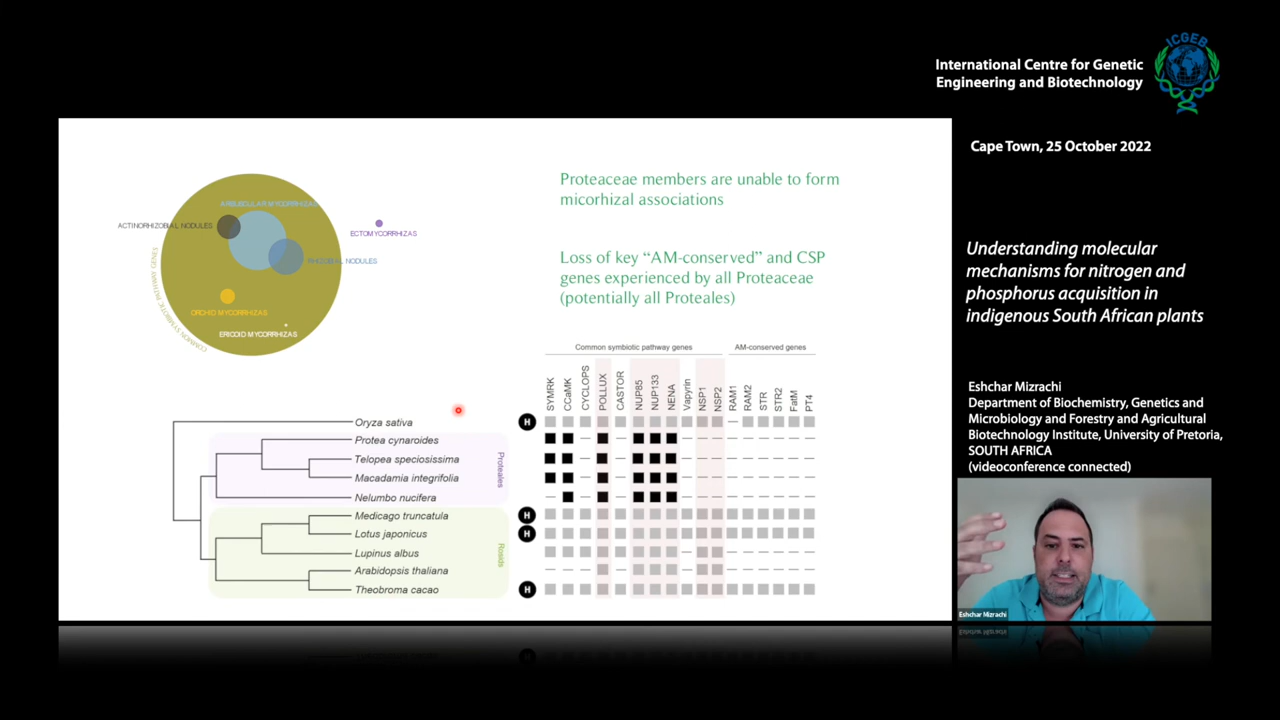 ICGEB
International Centre for Genetic
Engineering and Biotechnology
Cape Town, 25 October 2022
Understanding molecular
mechanisms for nitrogen and
phosphorus acquisition in
indigenous South African plants
Eshchar Mizrachi
Department of Biochemistry, Genetics and
Microbiology and Forestry and Agricultural
Biotechnology Institute, University of Pretoria,
SOUTH AFRICA
(videoconference connected)
Eshchar Mizrachi
ARBUSCULAR MYCORRHIZAS
ACTINORHIZOBIAL NODULES
ECTOMYCORRHIZAS
RHIZOBIAL NODULES
COMMON SYMBIOTIC PATHWAY GENES
ORCHID MYCORRHIZAS
ERICOID MYCORRHIZAS
Proteaceae members are unable to form
micorhizal associations
Loss of key “AM-conserved” and CSP
genes experienced by all Proteaceae
(potentially all Proteales)
Common symbiotic pathway genes
AM-conserved genes
SYMRK
CCaMK
CYCLOPS
POLLUX
CASTOR
NUP85
NUP133
NENA
Vapyrin
NSP1
NSP2
RAM1
RAM2
STR
STR2
FatM
PT4
Oryza sativa
H
Protea cynaroides
Telopea speciosissima
Macadamia integrifolia
Nelumbo nucifera
Proteales
Medicago truncatula
H
Lotus japonicus
H
Lupinus albus
Arabidopsis thaliana
Theobroma cacao
H
Rosids